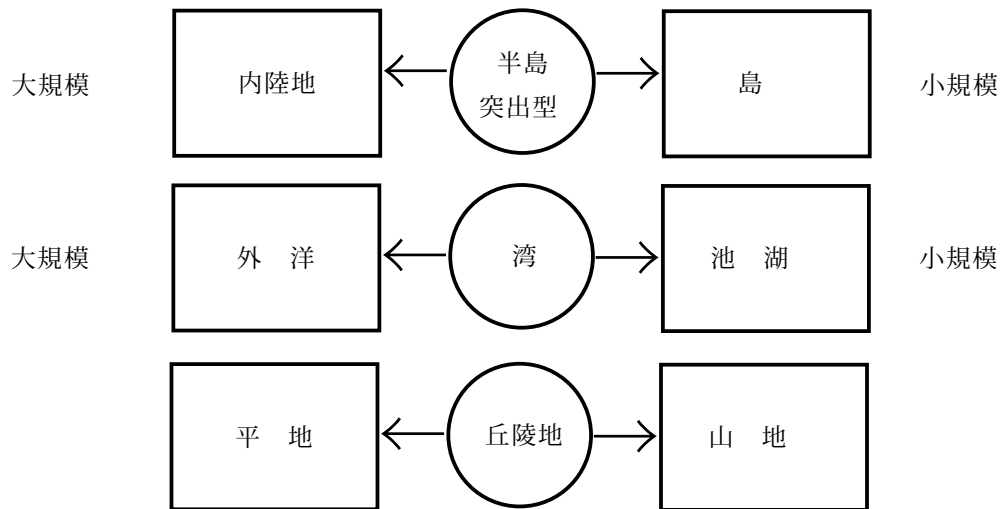 大規模
内陸地
半島
突出型
島
小規模
大規模
外　洋
湾
池　湖
小規模
平　地
丘陵地
山　地